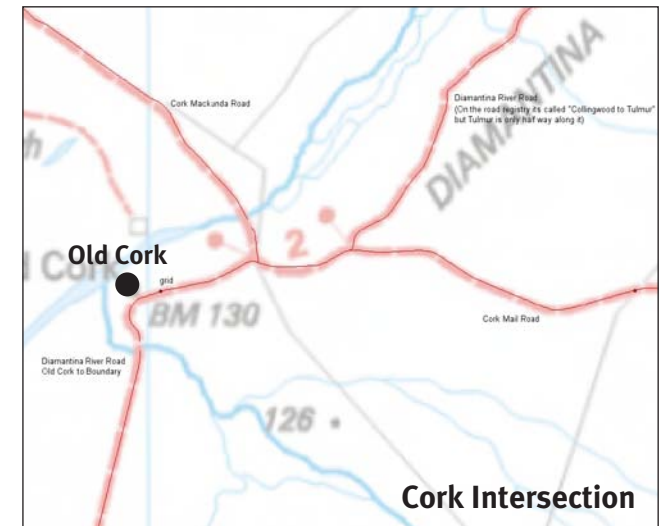 Cork Mackunda Road
Diamantina River Road
(On the road registry its called "Collingwood to Tulmur"
but Tulmur is only half way along it)
DIAMANTINA
Old Cork
2
grid
BM 130
Cork Mail Road
Diamantina River Road
Old Cork to Boundary
126
Cork Intersection